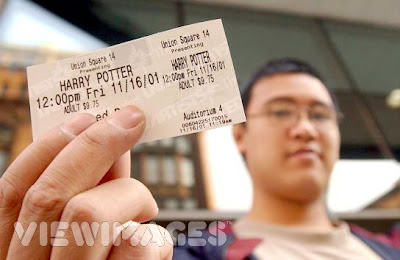 Union Square 14
Presenting
HARRY POTTER
12:00pm Fri 11/16/01
ADULT $9.75
Union Square 14
Presenting
HARRY POTTER
12:00pm Fri 11/16/01
ADULT $9.75
Auditorium 4
VIEWIMAGES